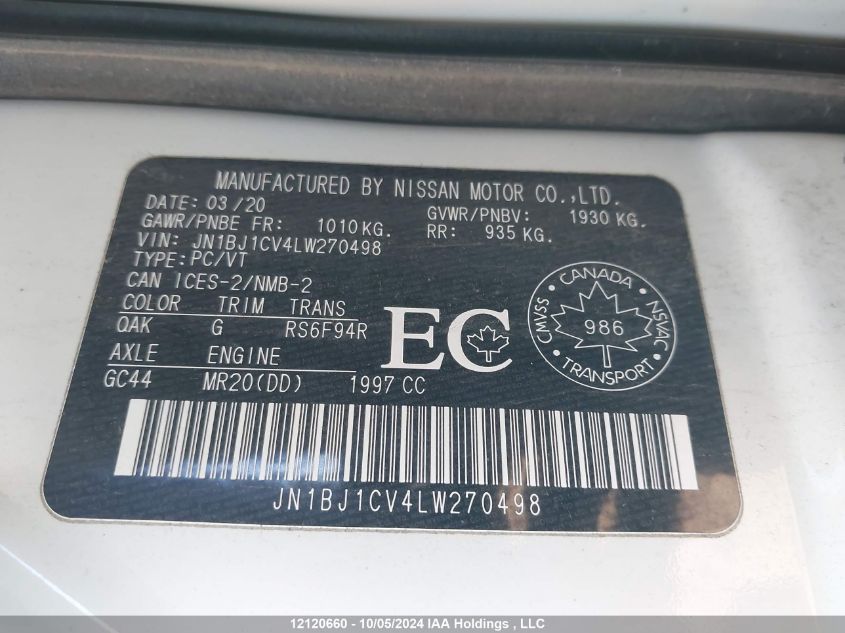 MANUFACTURED BY NISSAN MOTOR CO.,LTD.
DATE: 03/20 GVWR/PNBV: 1930 KG.
GAWR/PNBE FR: 1010 KG. RR: 935 KG.
VIN: JN1BJ1CV4LW270498
TYPE: PC/VT
CAN ICES-2/NMB-2
COLOR TRIM TRANS
QAK G RS6F94R
AXLE ENGINE
GC44 MR20(DD) 1997 CC
EC
CANADA
CMVSS 986 NSVAC
TRANSPORT
JN1BJ1CV4LW270498
12120660 - 10/05/2024 IAA Holdings , LLC